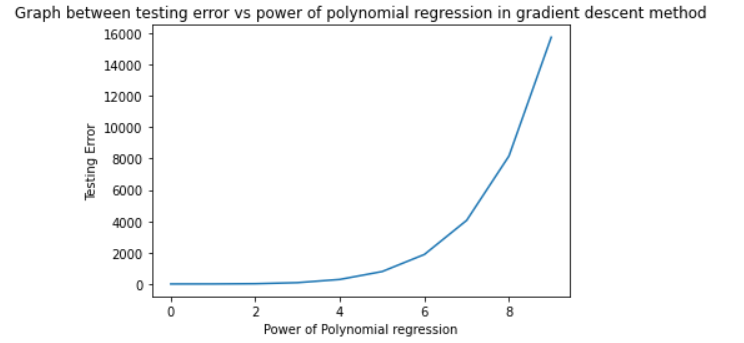 Graph between testing error vs power of polynomial regression in gradient descent method
16000
14000
12000
10000
8000
6000
4000
2000
0
Testing Error
0 2 4 6 8
Power of Polynomial regression